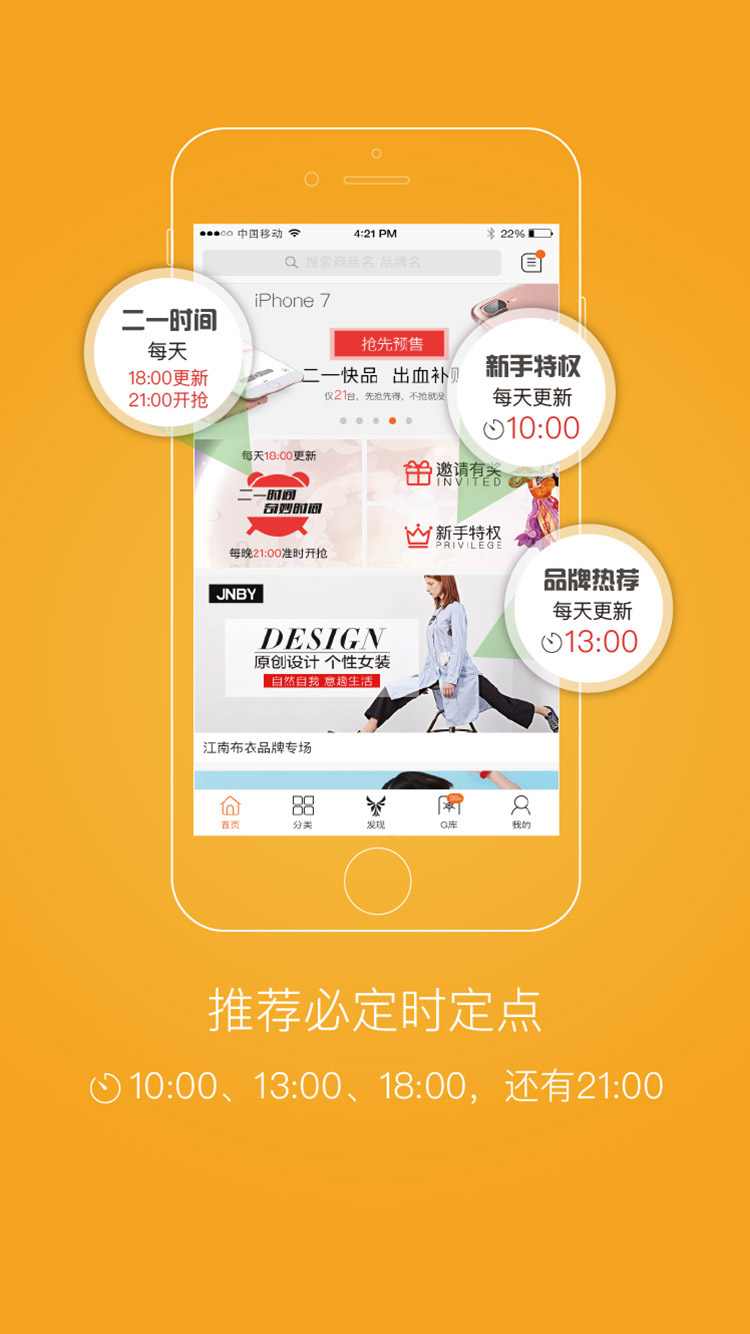 中国移动
4:21 PM
22%
搜索商品名 品牌名
iPhone 7
抢先预售
二一快品 出血补
仅21台，先抢先得，不抢就没
二一时间
每天
18:00更新
21:00开抢
新手特权
每天更新
10:00
每天18:00更新
二一时间
奇妙时间
每晚21:00准时开抢
邀请有奖
INVITED
新手特权
PRIVILEGE
品牌热荐
每天更新
13:00
JNBY
DESIGN
原创设计 个性女装
自然自我 意趣生活
江南布衣品牌专场
首页
分类
发现
99+
G库
我的
推荐必定时定点
10:00、13:00、18:00，还有21:00